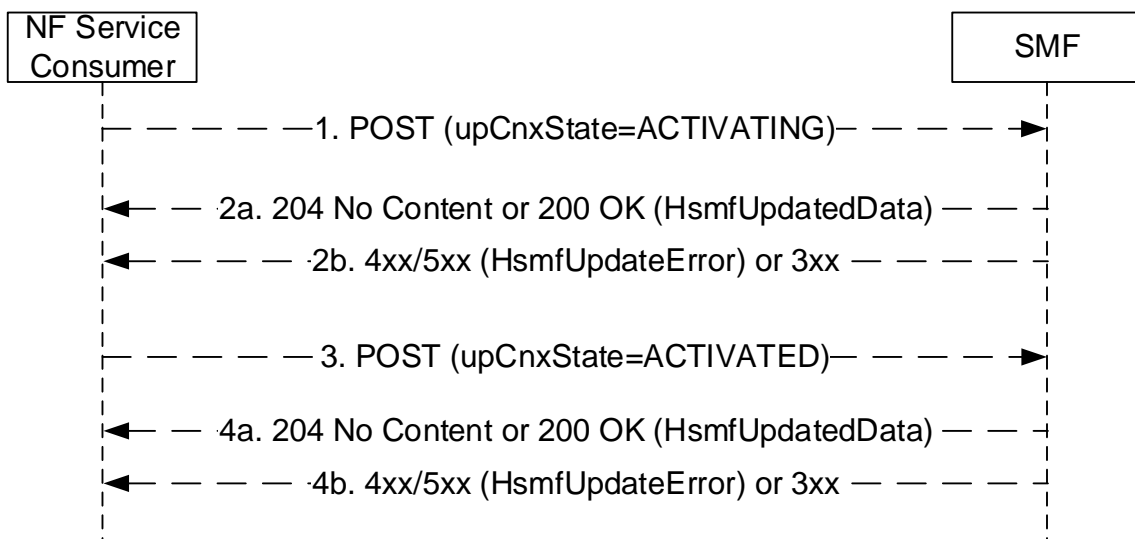 NF Service
Consumer
SMF
1. POST (upCnxState=ACTIVATING)
2a. 204 No Content or 200 OK (HsmfUpdatedData)
2b. 4xx/5xx (HsmfUpdateError) or 3xx
3. POST (upCnxState=ACTIVATED)
4a. 204 No Content or 200 OK (HsmfUpdatedData)
4b. 4xx/5xx (HsmfUpdateError) or 3xx